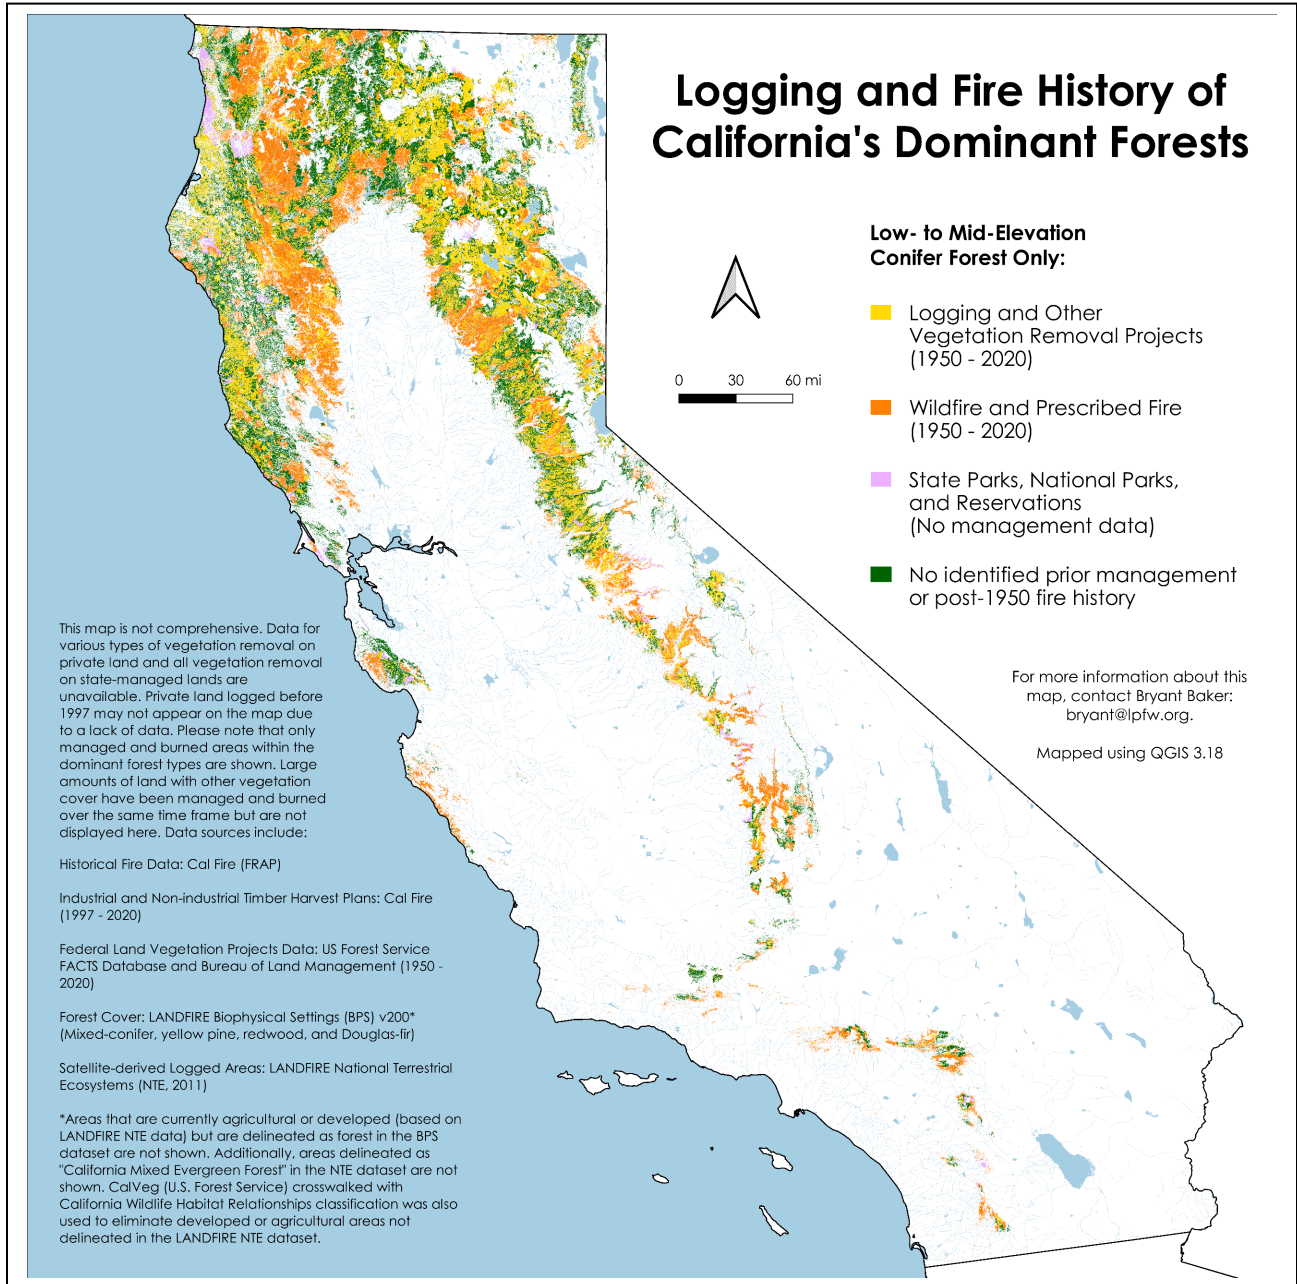 Logging and Fire History of
California's Dominant Forests
Low- to Mid-Elevation
Conifer Forest Only:
Logging and Other
Vegetation Removal Projects
(1950 - 2020)
0 30 60 mi
Wildfire and Prescribed Fire
(1950 - 2020)
State Parks, National Parks,
and Reservations
(No management data)
No identified prior management
or post-1950 fire history
For more information about this
map, contact Bryant Baker:
bryant@lpfw.org.
Mapped using QGIS 3.18
This map is not comprehensive. Data for
various types of vegetation removal on
private land and all vegetation removal
on state-managed lands are
unavailable. Private land logged before
1997 may not appear on the map due
to a lack of data. Please note that only
managed and burned areas within the
dominant forest types are shown. Large
amounts of land with other vegetation
cover have been managed and burned
over the same time frame but are not
displayed here. Data sources include:
Historical Fire Data: Cal Fire (FRAP)
Industrial and Non-industrial Timber Harvest Plans: Cal Fire
(1997 - 2020)
Federal Land Vegetation Projects Data: US Forest Service
FACTS Database and Bureau of Land Management (1950 -
2020)
Forest Cover: LANDFIRE Biophysical Settings (BPS) v200*
(Mixed-conifer, yellow pine, redwood, and Douglas-fir)
Satellite-derived Logged Areas: LANDFIRE National Terrestrial
Ecosystems (NTE, 2011)
*Areas that are currently agricultural or developed (based on
LANDFIRE NTE data) but are delineated as forest in the BPS
dataset are not shown. Additionally, areas delineated as
"California Mixed Evergreen Forest" in the NTE dataset are not
shown. CalVeg (U.S. Forest Service) crosswalked with
California Wildlife Habitat Relationships classification was also
used to eliminate developed or agricultural areas not
delineated in the LANDFIRE NTE dataset.